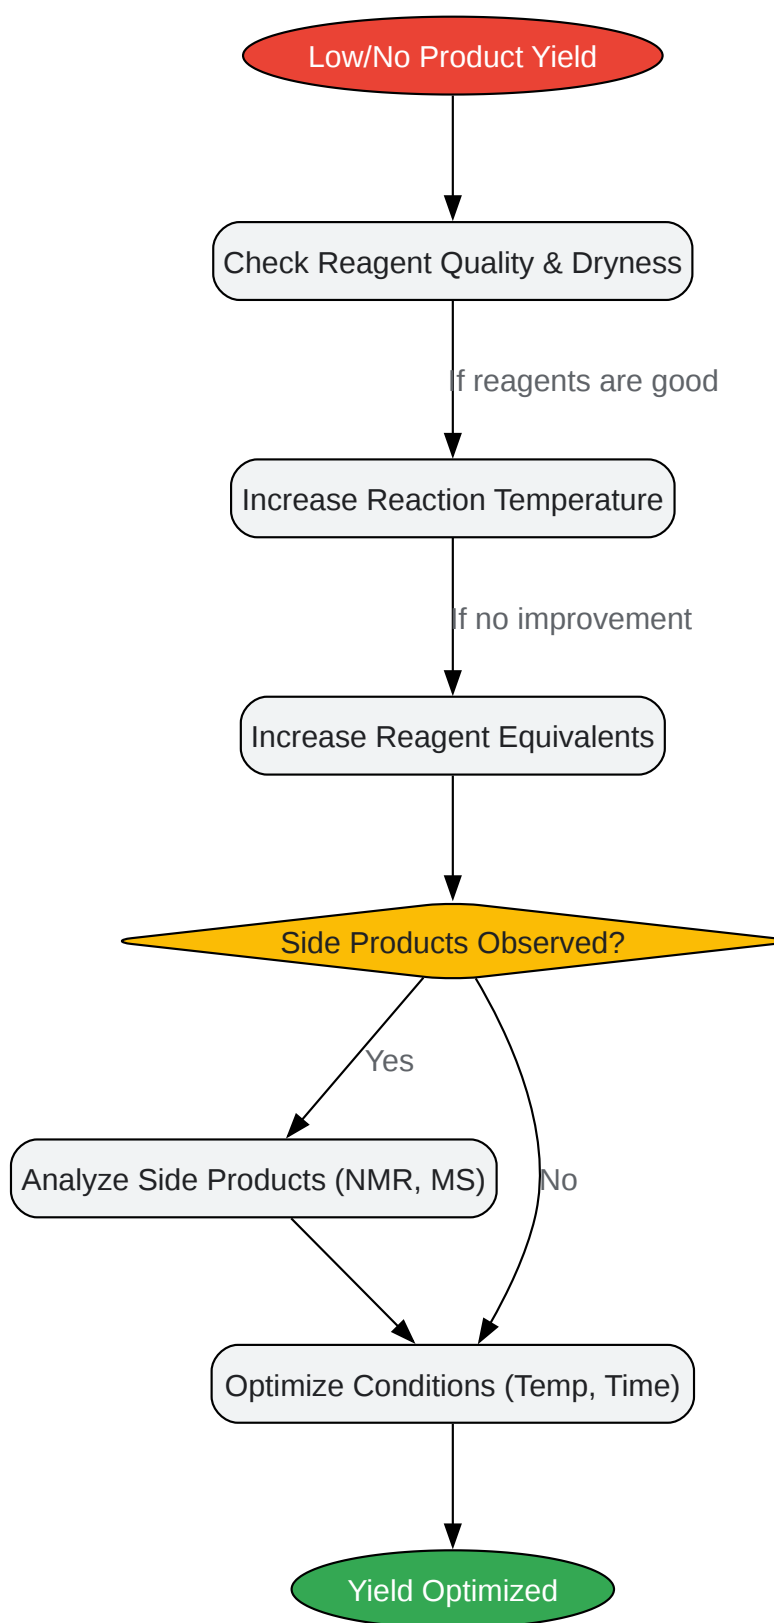 Low/No Product Yield
Check Reagent Quality & Dryness
If reagents are good
Increase Reaction Temperature
If no improvement
Increase Reagent Equivalents
Side Products Observed?
Yes
Analyze Side Products (NMR, MS)
No
Optimize Conditions (Temp, Time)
Yield Optimized